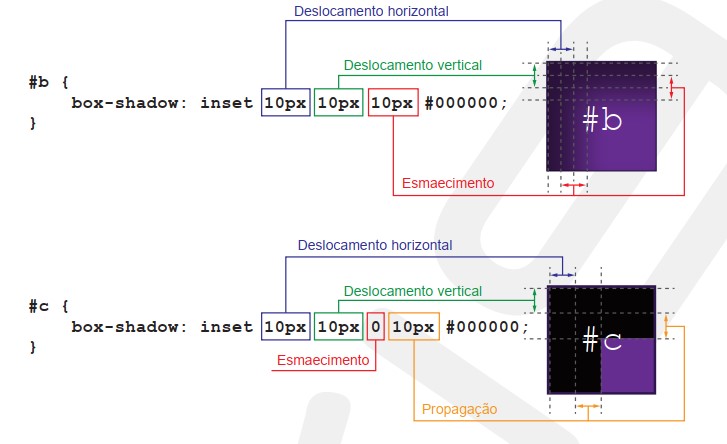 Deslocamento horizontal
Deslocamento vertical
#b {
box-shadow: inset 10px 10px 10px #000000;
}
#b
Esmaecimento
Deslocamento horizontal
Deslocamento vertical
#c {
box-shadow: inset 10px 10px 0 10px #000000;
}
#c
Esmaecimento
Propagação